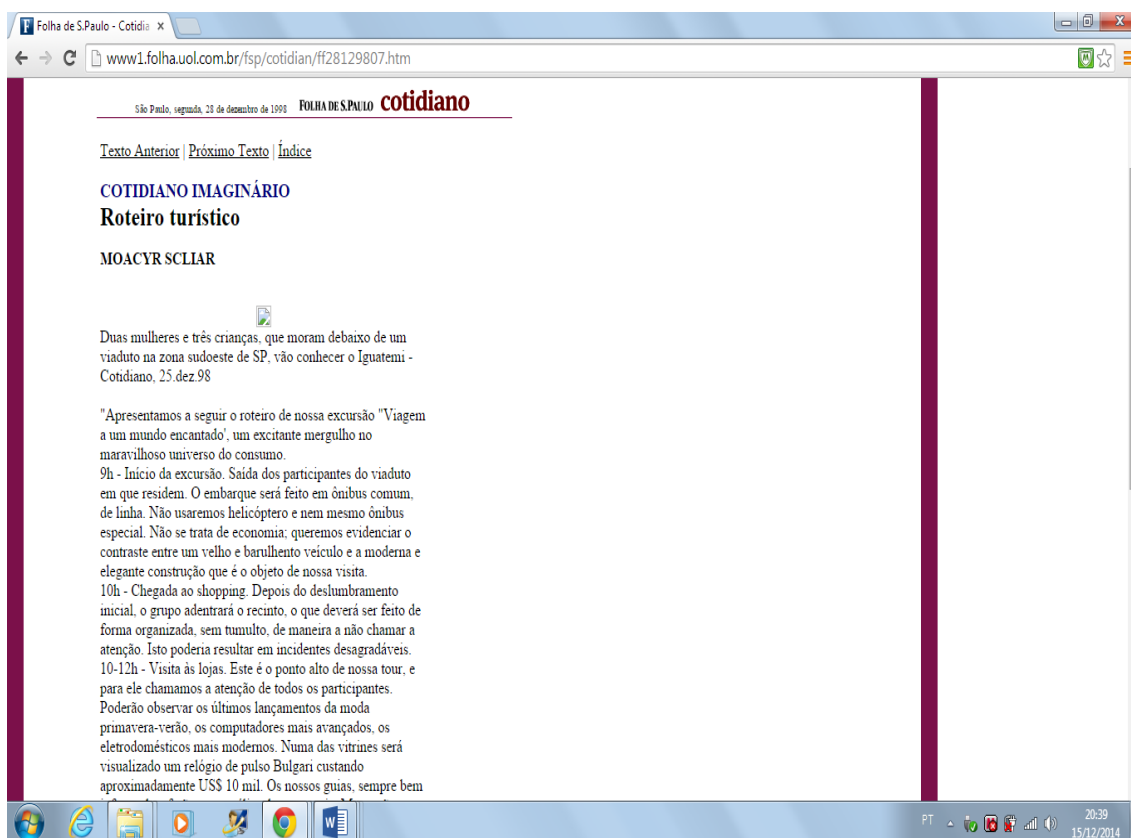 Folha de S.Paulo - Cotidia
www1.folha.uol.com.br/fsp/cotidian/ff28129807.htm
São Paulo, segunda, 28 de dezembro de 1998 FOLHA DE S.PAULO cotidiano
Texto Anterior | Próximo Texto | Índice
COTIDIANO IMAGINÁRIO
Roteiro turístico
MOACYR SCLIAR
Duas mulheres e três crianças, que moram debaixo de um
viaduto na zona sudoeste de SP, vão conhecer o Iguatemi -
Cotidiano, 25.dez.98
"Apresentamos a seguir o roteiro de nossa excursão "Viagem
a um mundo encantado', um excitante mergulho no
maravilhoso universo do consumo.
9h - Início da excursão. Saída dos participantes do viaduto
em que residem. O embarque será feito em ônibus comum,
de linha. Não usaremos helicóptero e nem mesmo ônibus
especial. Não se trata de economia; queremos evidenciar o
contraste entre um velho e barulhento veículo e a moderna e
elegante construção que é o objeto de nossa visita.
10h - Chegada ao shopping. Depois do deslumbramento
inicial, o grupo adentrará o recinto, o que deverá ser feito de
forma organizada, sem tumulto, de maneira a não chamar a
atenção. Isto poderia resultar em incidentes desagradáveis.
10-12h - Visita às lojas. Este é o ponto alto de nossa tour, e
para ele chamamos a atenção de todos os participantes.
Poderão observar os últimos lançamentos da moda
primavera-verão, os computadores mais avançados, os
eletrodomésticos mais modernos. Numa das vitrines será
visualizado um relógio de pulso Bulgari custando
aproximadamente US$ 10 mil. Os nossos guias, sempre bem
PT
20:39
15/12/2014